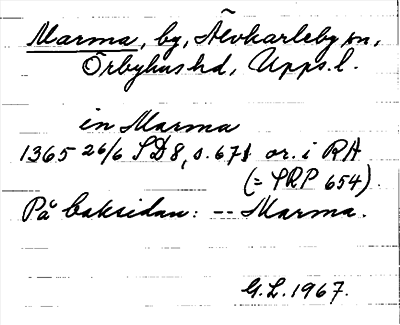 Marma, by, Älvkarleby sn,
Örbyhus hd, Upps. l.
in Marma
1365 26/6 SD 8, s. 671 or. i RA
(= SRP 654).
På baksidan: -- Marma.
G.L. 1967.